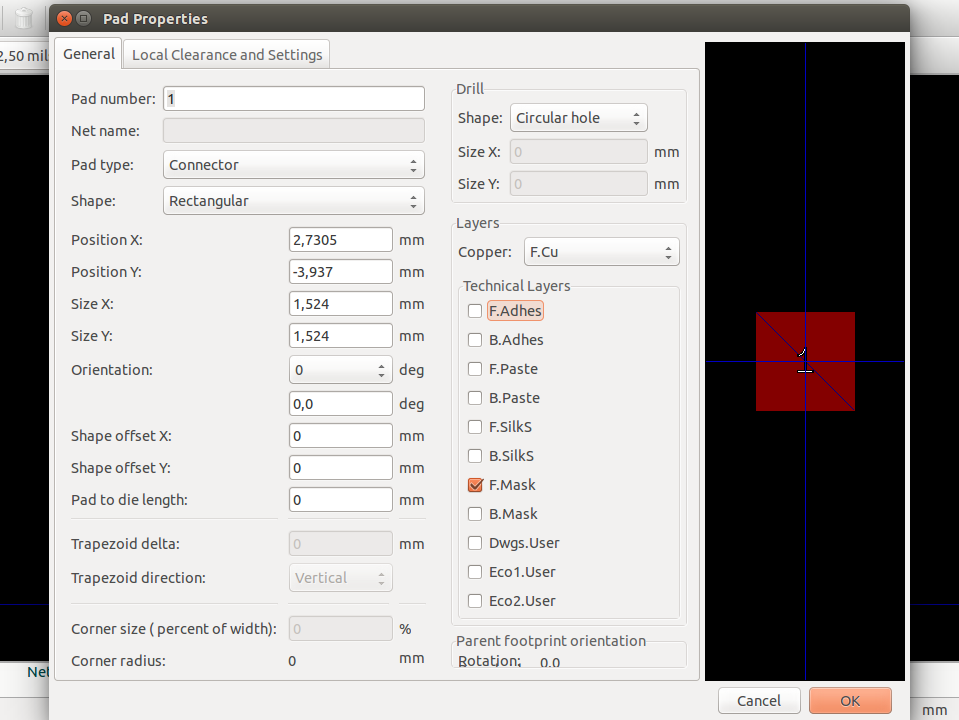 Pad Properties
2,50 mil
General
Local Clearance and Settings
Pad number: 1
Net name:
Pad type: Connector
Shape: Rectangular
Position X: 2,7305 mm
Position Y: -3,937 mm
Size X: 1,524 mm
Size Y: 1,524 mm
Orientation: 0 deg
0,0 deg
Shape offset X: 0 mm
Shape offset Y: 0 mm
Pad to die length: 0 mm
Trapezoid delta: 0 mm
Trapezoid direction: Vertical
Corner size ( percent of width): 0 %
Corner radius: 0 mm
Drill
Shape: Circular hole
Size X: 0 mm
Size Y: 0 mm
Layers
Copper: F.Cu
Technical Layers
F.Adhes
B.Adhes
F.Paste
B.Paste
F.SilkS
B.SilkS
F.Mask
B.Mask
Dwgs.User
Eco1.User
Eco2.User
Parent footprint orientation
Rotation: 0.0
1
Net
Cancel
OK
mm